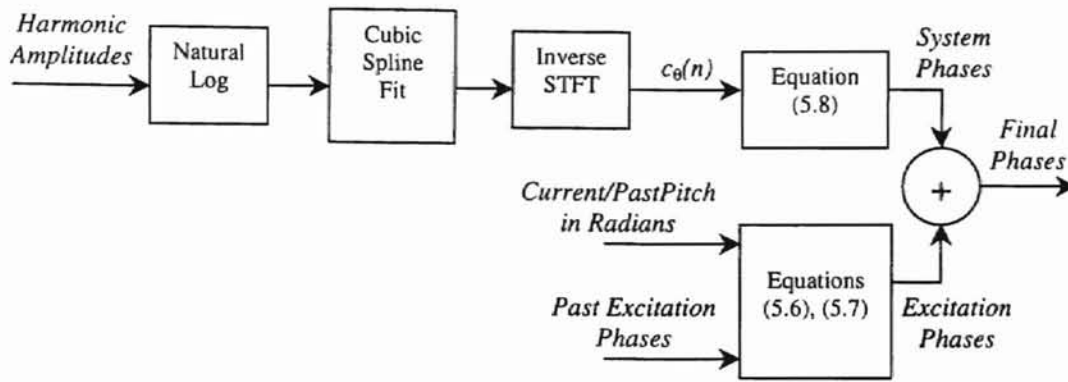 Harmonic
Amplitudes
Natural
Log
Cubic
Spline
Fit
Inverse
STFT
cθ(n)
Equation
(5.8)
System
Phases
Final
Phases
+
Current/PastPitch
in Radians
Past Excitation
Phases
Equations
(5.6), (5.7)
Excitation
Phases